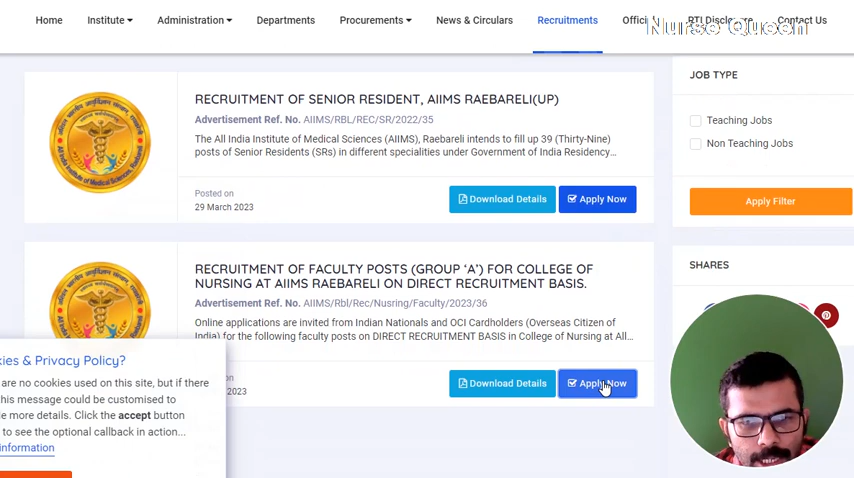 Home
Institute
Administration
Departments
Procurements
News & Circulars
Recruitments
RTI Disclosure
Contact Us
Nurse Queen
RECRUITMENT OF SENIOR RESIDENT, AIIMS RAEBARELI(UP)
Advertisement Ref. No. AIIMS/RBL/REC/SR/2022/35
The All India Institute of Medical Sciences (AIIMS), Raebareli intends to fill up 39 (Thirty-Nine)
posts of Senior Residents (SRs) in different specialities under Government of India Residency...
Posted on
29 March 2023
Download Details
Apply Now
RECRUITMENT OF FACULTY POSTS (GROUP ‘A’) FOR COLLEGE OF
NURSING AT AIIMS RAEBARELI ON DIRECT RECRUITMENT BASIS.
Advertisement Ref. No. AIIMS/Rbl/Rec/Nusring/Faculty/2023/36
Online applications are invited from Indian Nationals and OCI Cardholders (Overseas Citizen of
India) for the following faculty posts on DIRECT RECRUITMENT BASIS in College of Nursing at All...
on
2023
Download Details
Apply Now
JOB TYPE
Teaching Jobs
Non Teaching Jobs
Apply Filter
SHARES
ies & Privacy Policy?
are no cookies used on this site, but if there
his message could be customised to
le more details. Click the accept button
to see the optional callback in action...
information